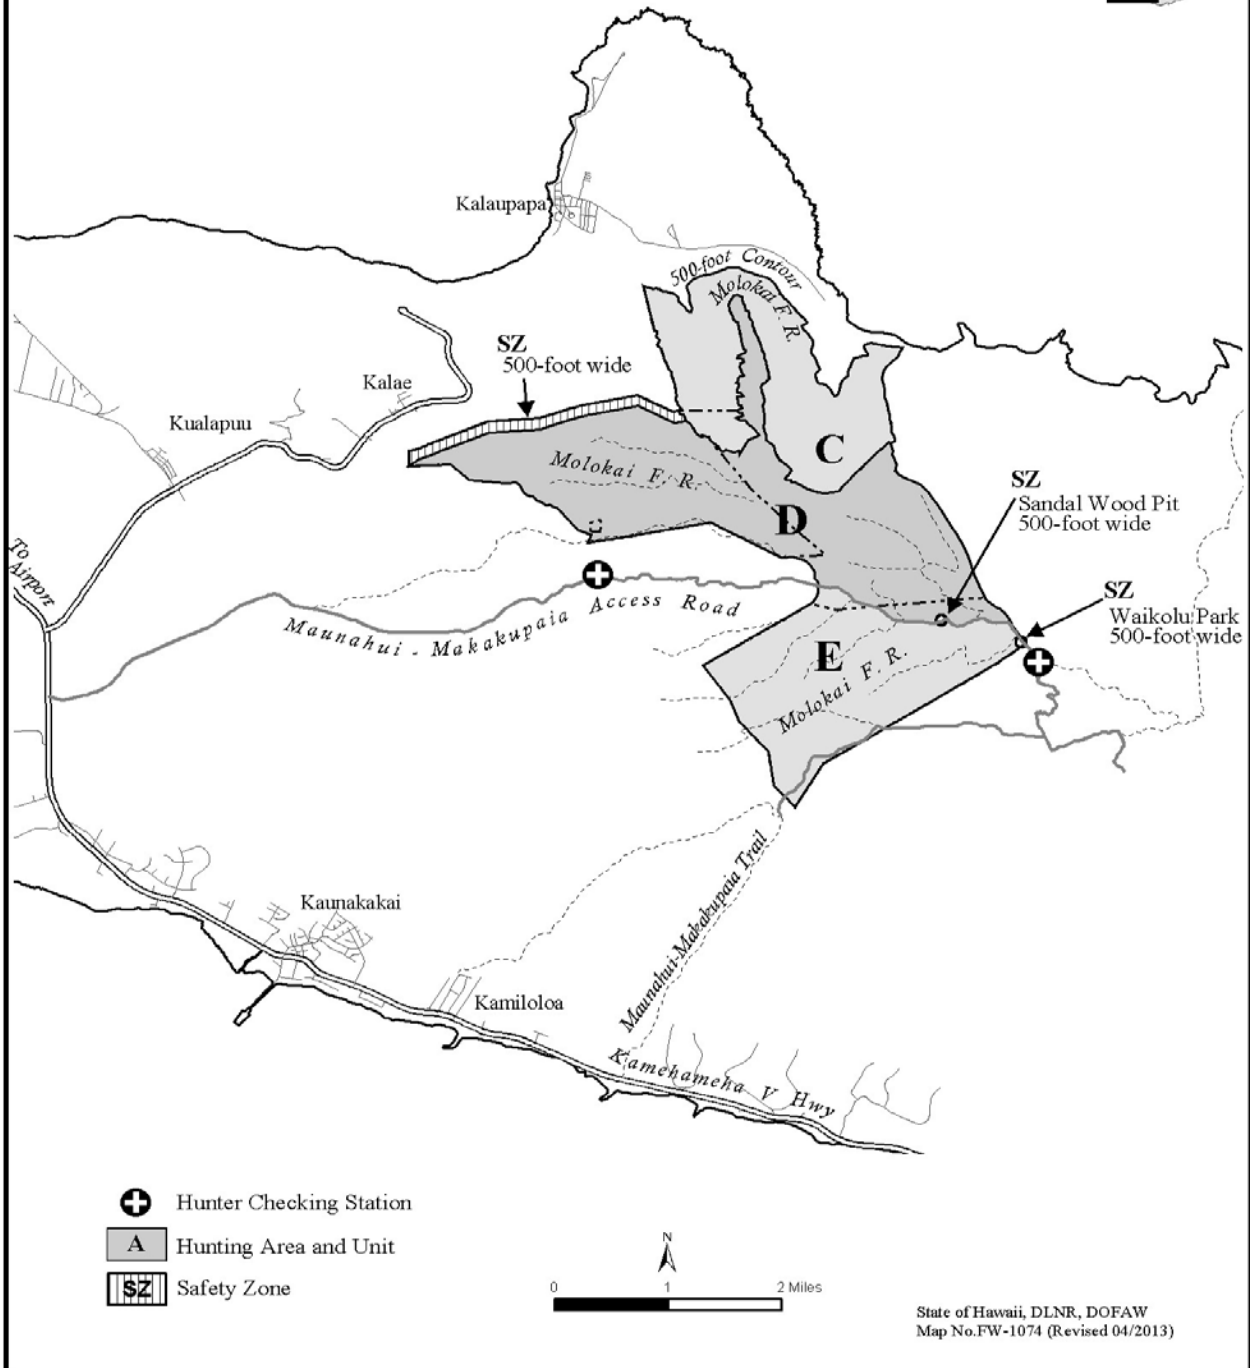 Kalaupapa
500-foot Contour
Molokai F. R.
SZ
500-foot wide
Kalae
Kualapuu
C
Molokai F. R.
SZ
Sandal Wood Pit
500-foot wide
D
To
Airport
SZ
Waikolu Park
500-foot wide
Maunahui - Makakupaia Access Road
E
Molokai F. R.
Maunahui-Makakupaia Trail
Kaunakakai
Kamiloloa
Kamehameha V Hwy
Hunter Checking Station
A
Hunting Area and Unit
SZ
Safety Zone
N
0 1 2 Miles
State of Hawaii, DLNR, DOFAW
Map No.FW-1074 (Revised 04/2013)